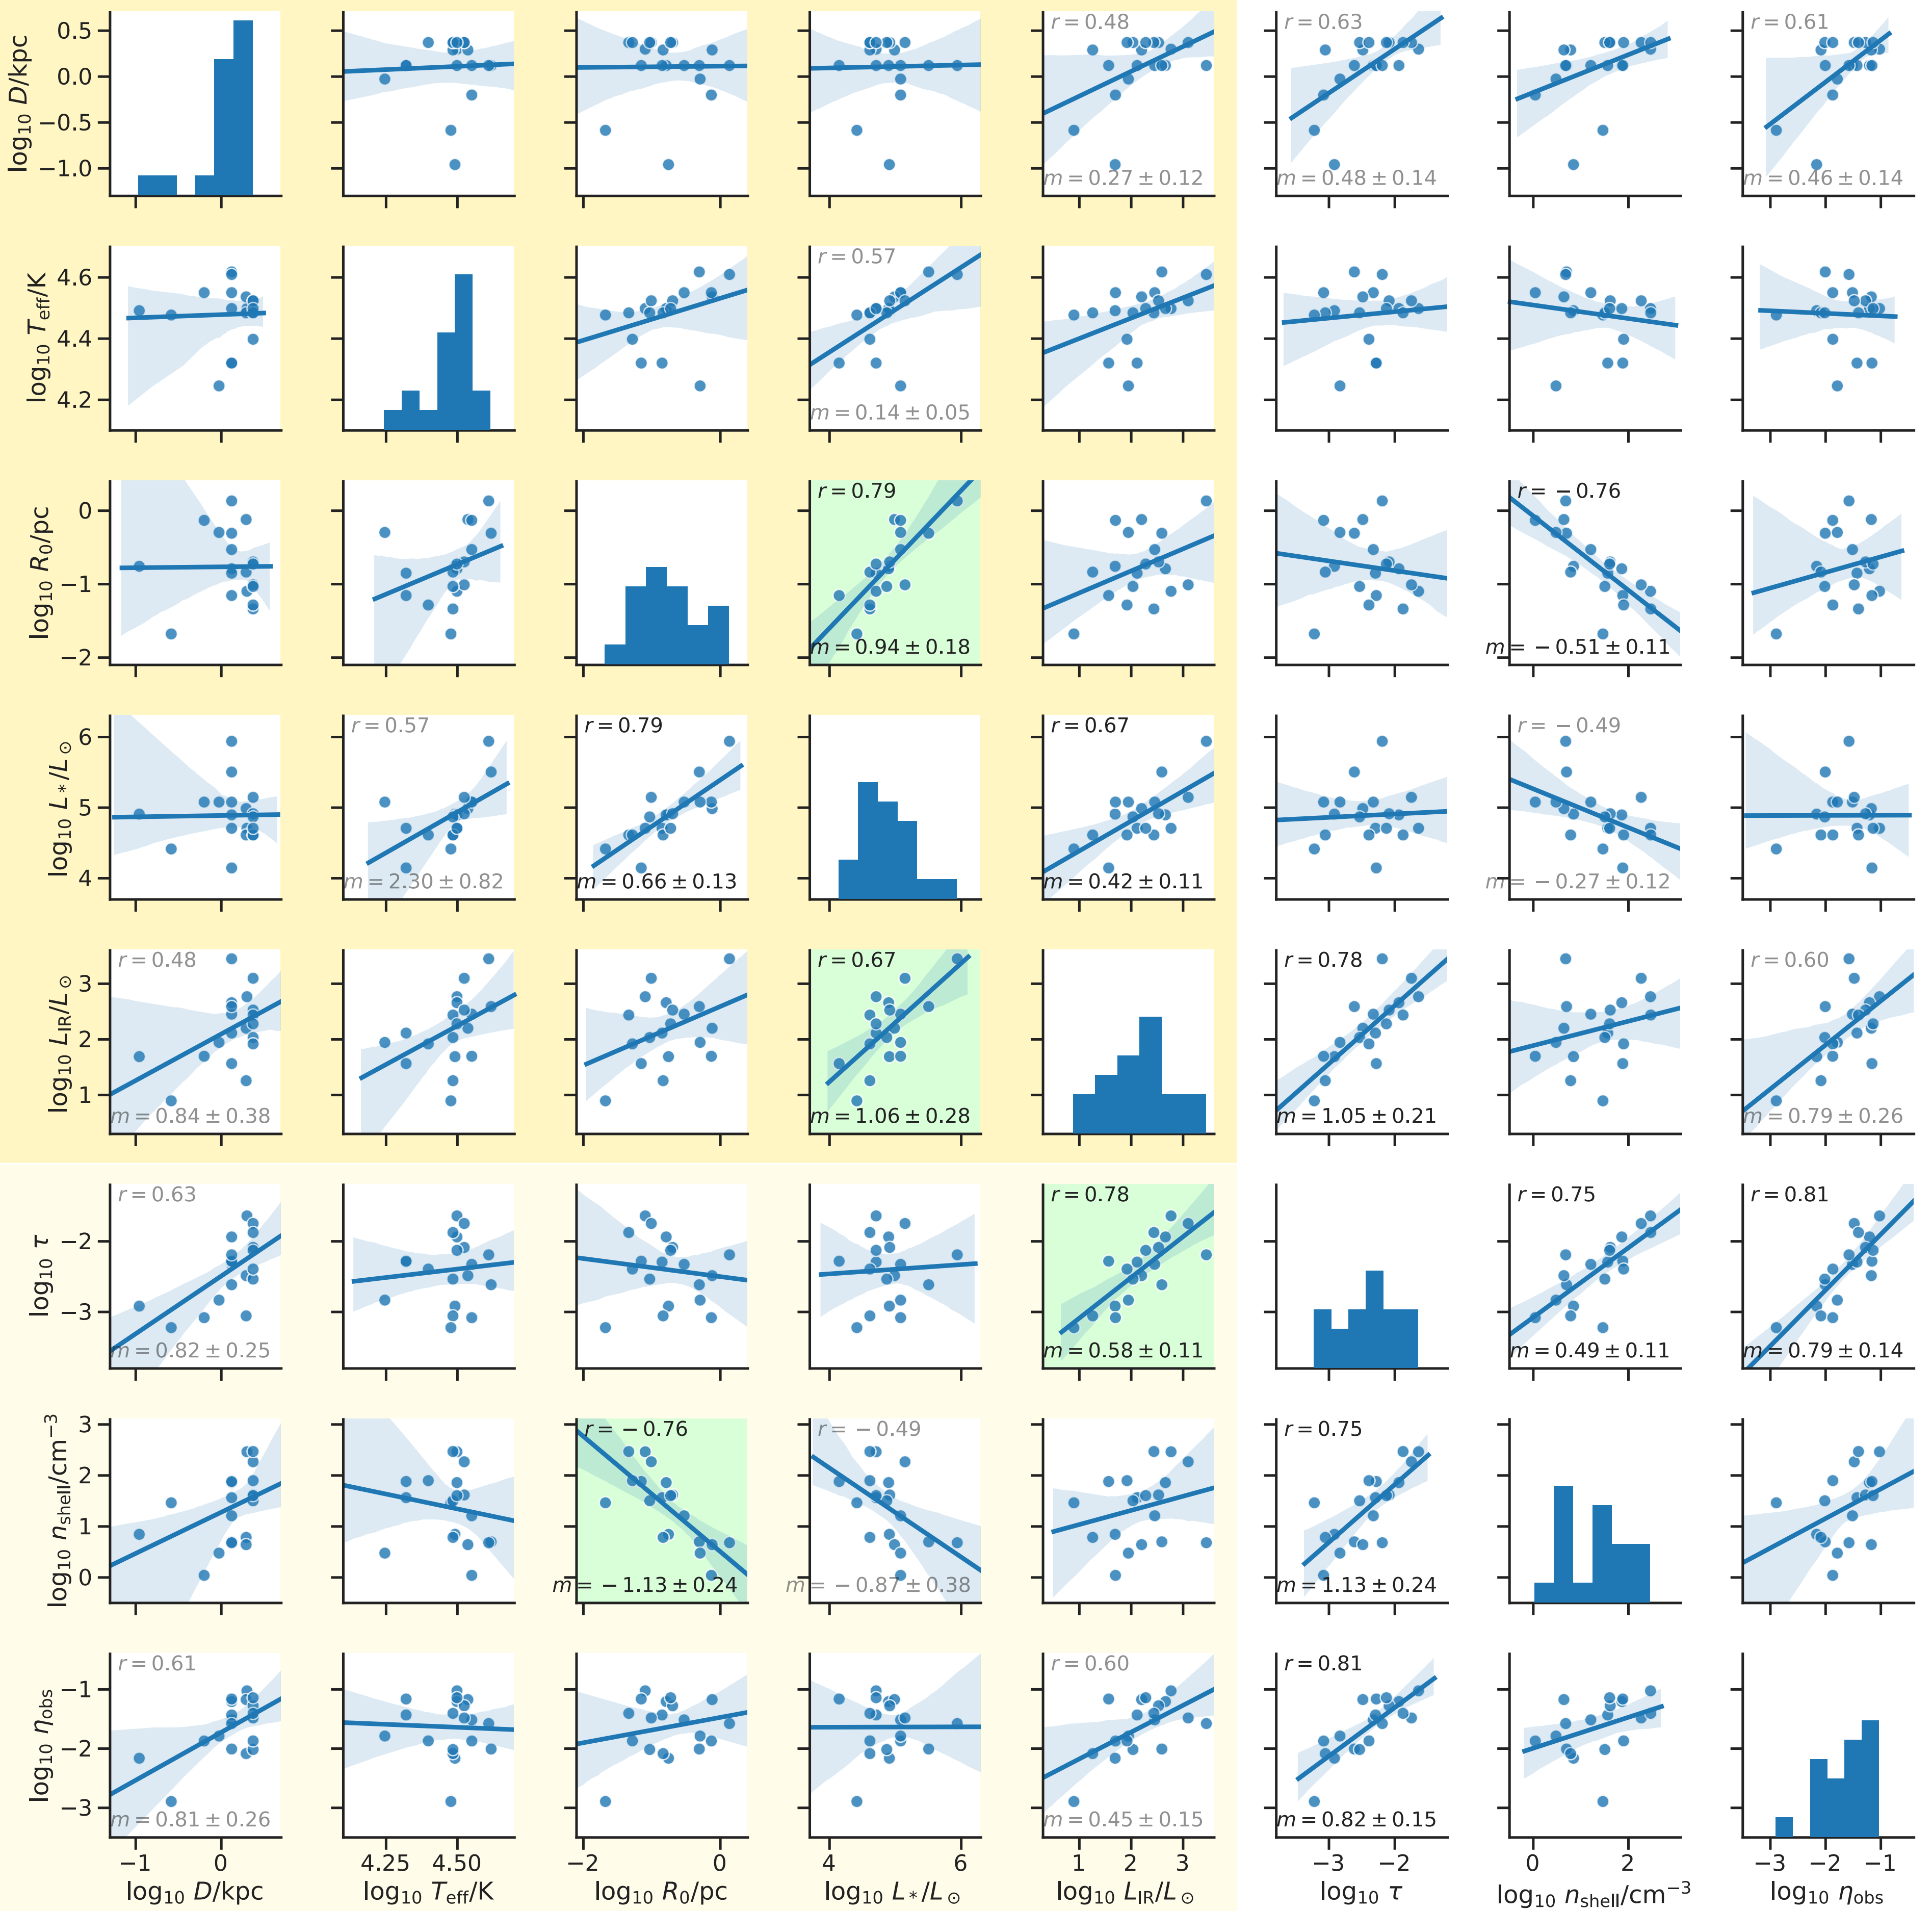 log₁₀ D/kpc
0.5
0.0
−0.5
−1.0
r = 0.48
m = 0.27 ± 0.12
r = 0.63
m = 0.48 ± 0.14
r = 0.61
m = 0.46 ± 0.14
log₁₀ T_eff/K
4.6
4.4
4.2
r = 0.57
m = 0.14 ± 0.05
log₁₀ R₀/pc
0
−1
−2
r = 0.79
m = 0.94 ± 0.18
r = −0.76
m = −0.51 ± 0.11
log₁₀ L_*/L_⊙
6
5
4
r = 0.57
m = 2.30 ± 0.82
r = 0.79
m = 0.66 ± 0.13
r = 0.67
m = 0.42 ± 0.11
r = −0.49
m = −0.27 ± 0.12
log₁₀ L_IR/L_⊙
3
2
1
r = 0.48
m = 0.84 ± 0.38
r = 0.67
m = 1.06 ± 0.28
r = 0.78
m = 1.05 ± 0.21
r = 0.60
m = 0.79 ± 0.26
log₁₀ τ
−2
−3
r = 0.63
m = 0.82 ± 0.25
r = 0.78
m = 0.58 ± 0.11
r = 0.75
m = 0.49 ± 0.11
r = 0.81
m = 0.79 ± 0.14
log₁₀ n_shell/cm⁻³
3
2
1
0
r = −0.76
m = −1.13 ± 0.24
r = −0.49
m = −0.87 ± 0.38
r = 0.75
m = 1.13 ± 0.24
log₁₀ η_obs
−1
−2
−3
r = 0.61
m = 0.81 ± 0.26
r = 0.60
m = 0.45 ± 0.15
r = 0.81
m = 0.82 ± 0.15
−1 0
4.25 4.50
−2 0
4 6
1 2 3
−3 −2
0 2
−3 −2 −1
log₁₀ D/kpc
log₁₀ T_eff/K
log₁₀ R₀/pc
log₁₀ L_*/L_⊙
log₁₀ L_IR/L_⊙
log₁₀ τ
log₁₀ n_shell/cm⁻³
log₁₀ η_obs